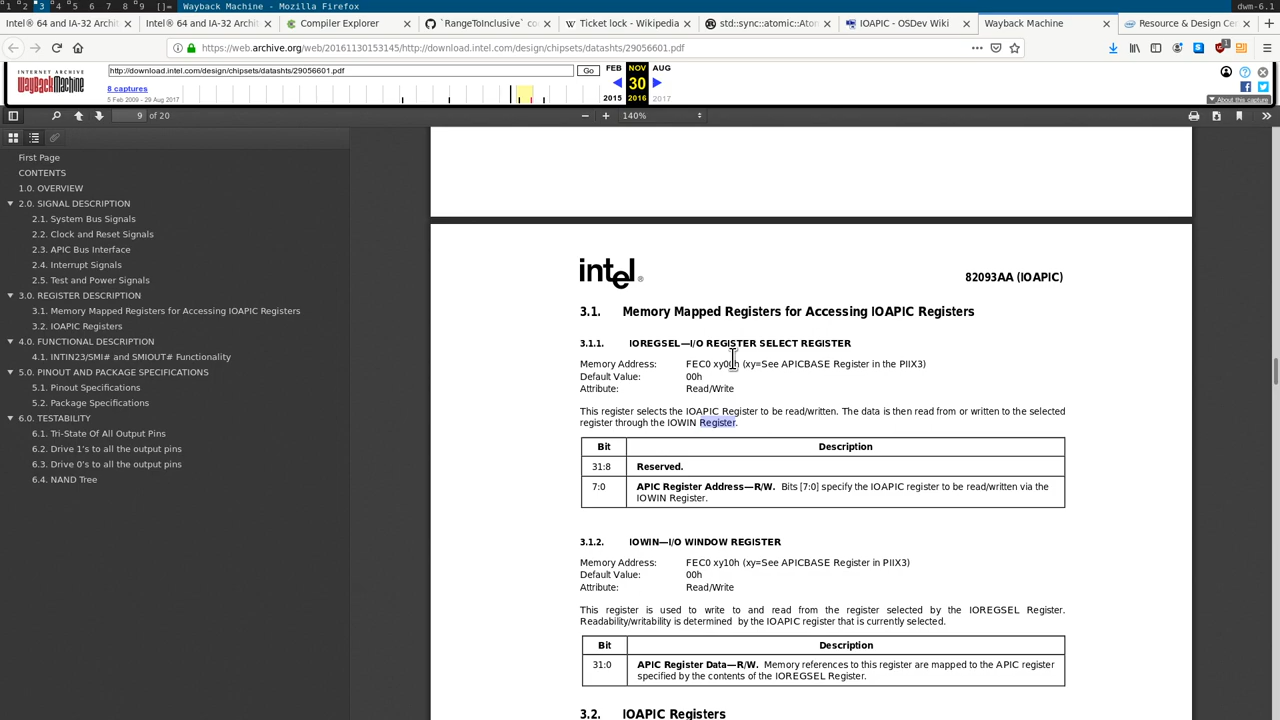 1 2 3 4 5 6 7 8 9 []= Wayback Machine - Mozilla Firefox dwm-6.1
Intel® 64 and IA-32 Archi × Intel® 64 and IA-32 Archi × Compiler Explorer × `RangeToInclusive` co × W Ticket lock - Wikipedia × std::sync::atomic::Atom × IOAPIC - OSDev Wiki × Wayback Machine × Resource & Design Cen ×
https://web.archive.org/web/20161130153145/http://download.intel.com/design/chipsets/datashts/29056601.pdf
INTERNET ARCHIVE
WayBackMachine
http://download.intel.com/design/chipsets/datashts/29056601.pdf Go FEB NOV AUG
8 captures 30
5 Feb 2009 - 29 Aug 2017 2015 2016 2017 About this capture
9 of 20 140%
First Page
CONTENTS
1.0. OVERVIEW
2.0. SIGNAL DESCRIPTION
2.1. System Bus Signals
2.2. Clock and Reset Signals
2.3. APIC Bus Interface
2.4. Interrupt Signals
2.5. Test and Power Signals
3.0. REGISTER DESCRIPTION
3.1. Memory Mapped Registers for Accessing IOAPIC Registers
3.2. IOAPIC Registers
4.0. FUNCTIONAL DESCRIPTION
4.1. INTIN23/SMI# and SMIOUT# Functionality
5.0. PINOUT AND PACKAGE SPECIFICATIONS
5.1. Pinout Specifications
5.2. Package Specifications
6.0. TESTABILITY
6.1. Tri-State Of All Output Pins
6.2. Drive 1's to all the output pins
6.3. Drive 0's to all the output pins
6.4. NAND Tree
intel® 82093AA (IOAPIC)
3.1. Memory Mapped Registers for Accessing IOAPIC Registers
3.1.1. IOREGSEL—I/O REGISTER SELECT REGISTER
Memory Address: FEC0 xy00h (xy=See APICBASE Register in the PIIX3)
Default Value: 00h
Attribute: Read/Write
This register selects the IOAPIC Register to be read/written. The data is then read from or written to the selected
register through the IOWIN Register.
Bit Description
31:8 Reserved.
7:0 APIC Register Address—R/W. Bits [7:0] specify the IOAPIC register to be read/written via the
IOWIN Register.
3.1.2. IOWIN—I/O WINDOW REGISTER
Memory Address: FEC0 xy10h (xy=See APICBASE Register in PIIX3)
Default Value: 00h
Attribute: Read/Write
This register is used to write to and read from the register selected by the IOREGSEL Register.
Readability/writability is determined by the IOAPIC register that is currently selected.
Bit Description
31:0 APIC Register Data—R/W. Memory references to this register are mapped to the APIC register
specified by the contents of the IOREGSEL Register.
3.2. IOAPIC Registers